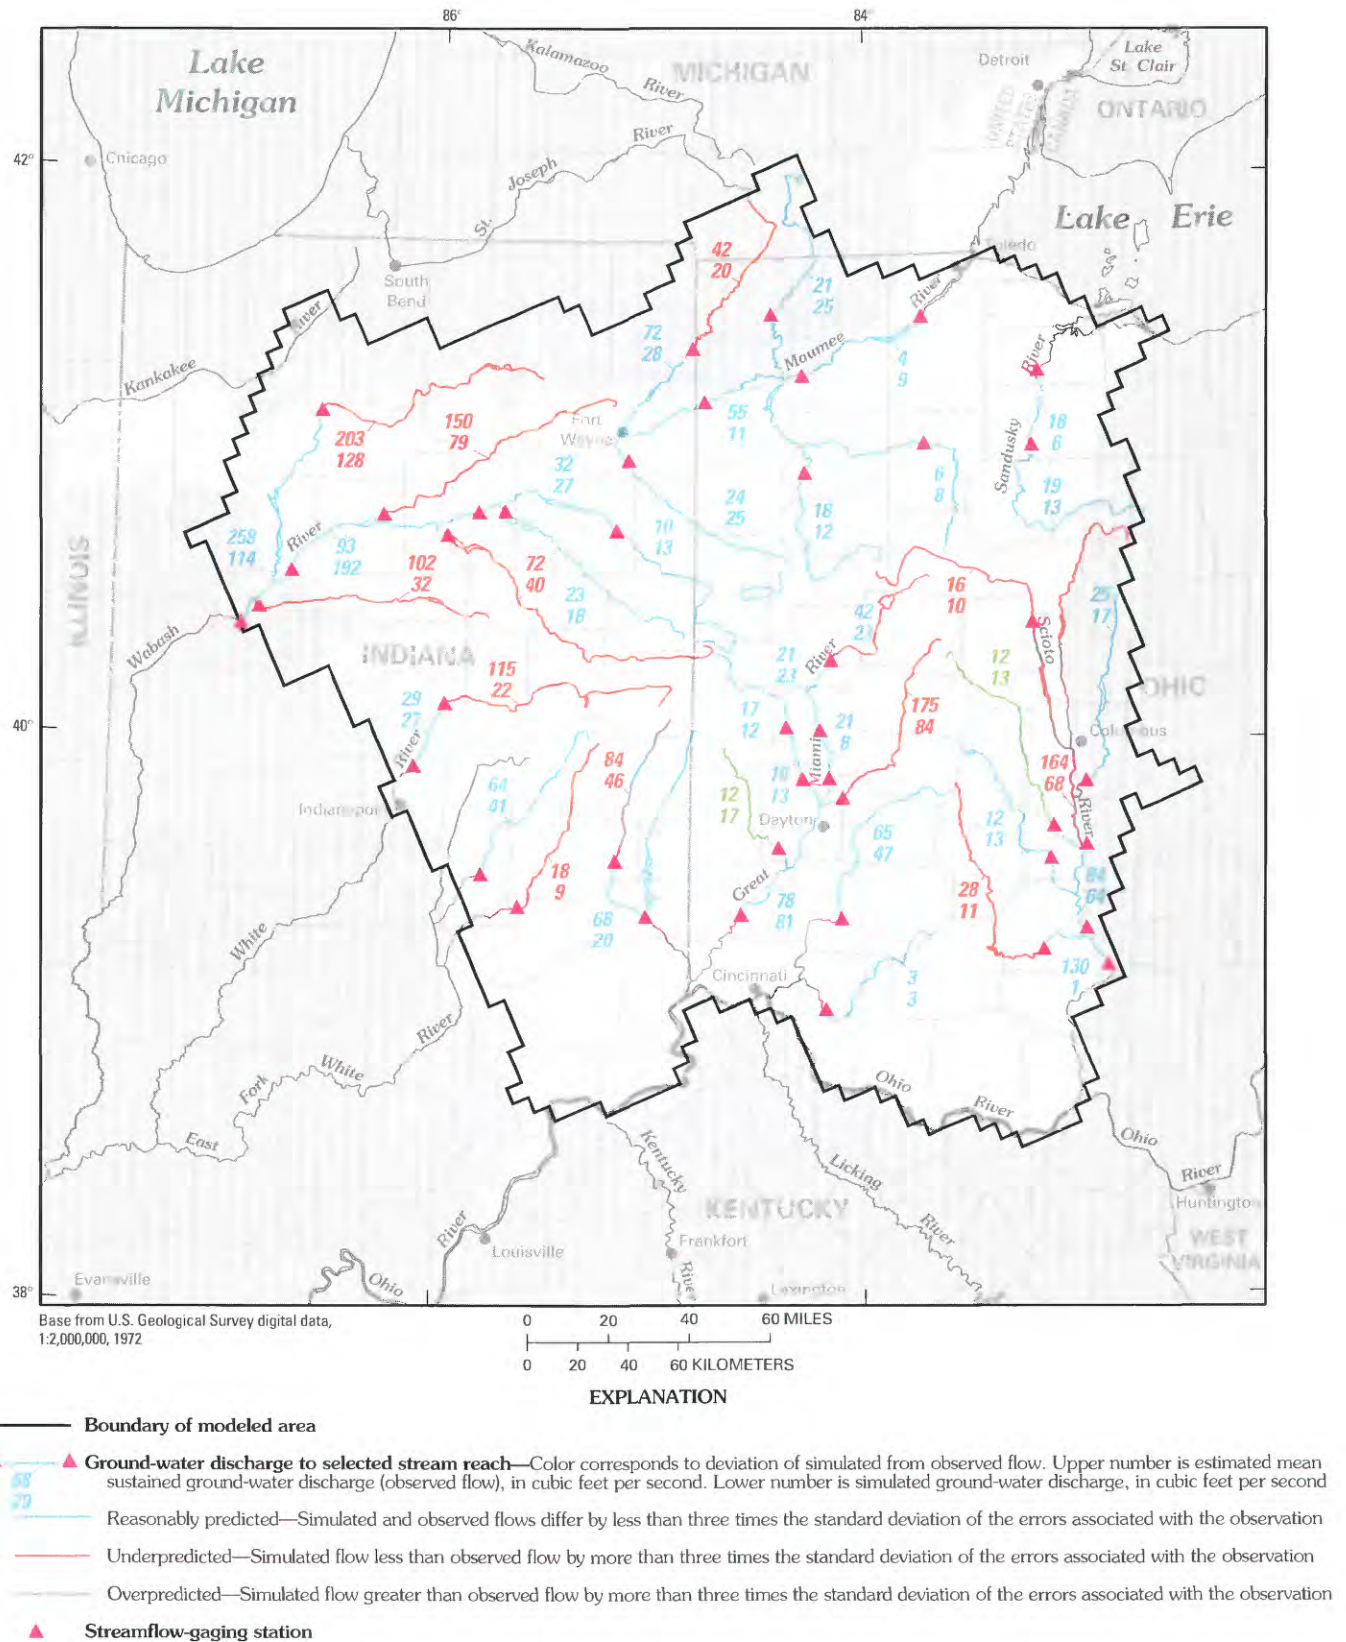 86°
84°
Lake
Michigan
Kalamazoo
River
MICHIGAN
Detroit
Lake
St. Clair
UNITED
CANADA
ONTARIO
42°
Chicago
River
Joseph
St.
Lake Erie
Toledo
South
Bend
River
Kankakee
42
20
21
25
River
72
28
Maumee
4
9
River
203
128
150
79
Fort
Wayne
55
11
18
6
Sandusky
32
27
24
25
18
12
6
8
19
13
259
114
River
93
192
102
32
72
40
23
18
10
13
ILLINOIS
16
10
25
17
42
21
River
Scioto
Wabash
INDIANA
21
23
12
13
OHIO
115
22
29
27
17
12
21
8
175
84
40°
River
Miami
Columbus
84
46
164
68
64
41
10
13
12
17
Indianapol
Dayton
River
65
47
12
13
18
9
Great
78
81
28
11
84
64
68
20
White
Cincinnati
3
3
130
1
River
White
Fork
East
Ohio
River
Ohio
River
Kentucky
Licking
River
Huntington
KENTUCKY
WEST
VIRGINIA
River
Louisville
Frankfort
River
Evansville
Ohio
Lexington
38°
Base from U.S. Geological Survey digital data,
1:2,000,000, 1972
0 20 40 60 MILES
0 20 40 60 KILOMETERS
EXPLANATION
Boundary of modeled area
Ground-water discharge to selected stream reach—Color corresponds to deviation of simulated from observed flow. Upper number is estimated mean
68
20
sustained ground-water discharge (observed flow), in cubic feet per second. Lower number is simulated ground-water discharge, in cubic feet per second
Reasonably predicted—Simulated and observed flows differ by less than three times the standard deviation of the errors associated with the observation
Underpredicted—Simulated flow less than observed flow by more than three times the standard deviation of the errors associated with the observation
Overpredicted—Simulated flow greater than observed flow by more than three times the standard deviation of the errors associated with the observation
Streamflow-gaging station